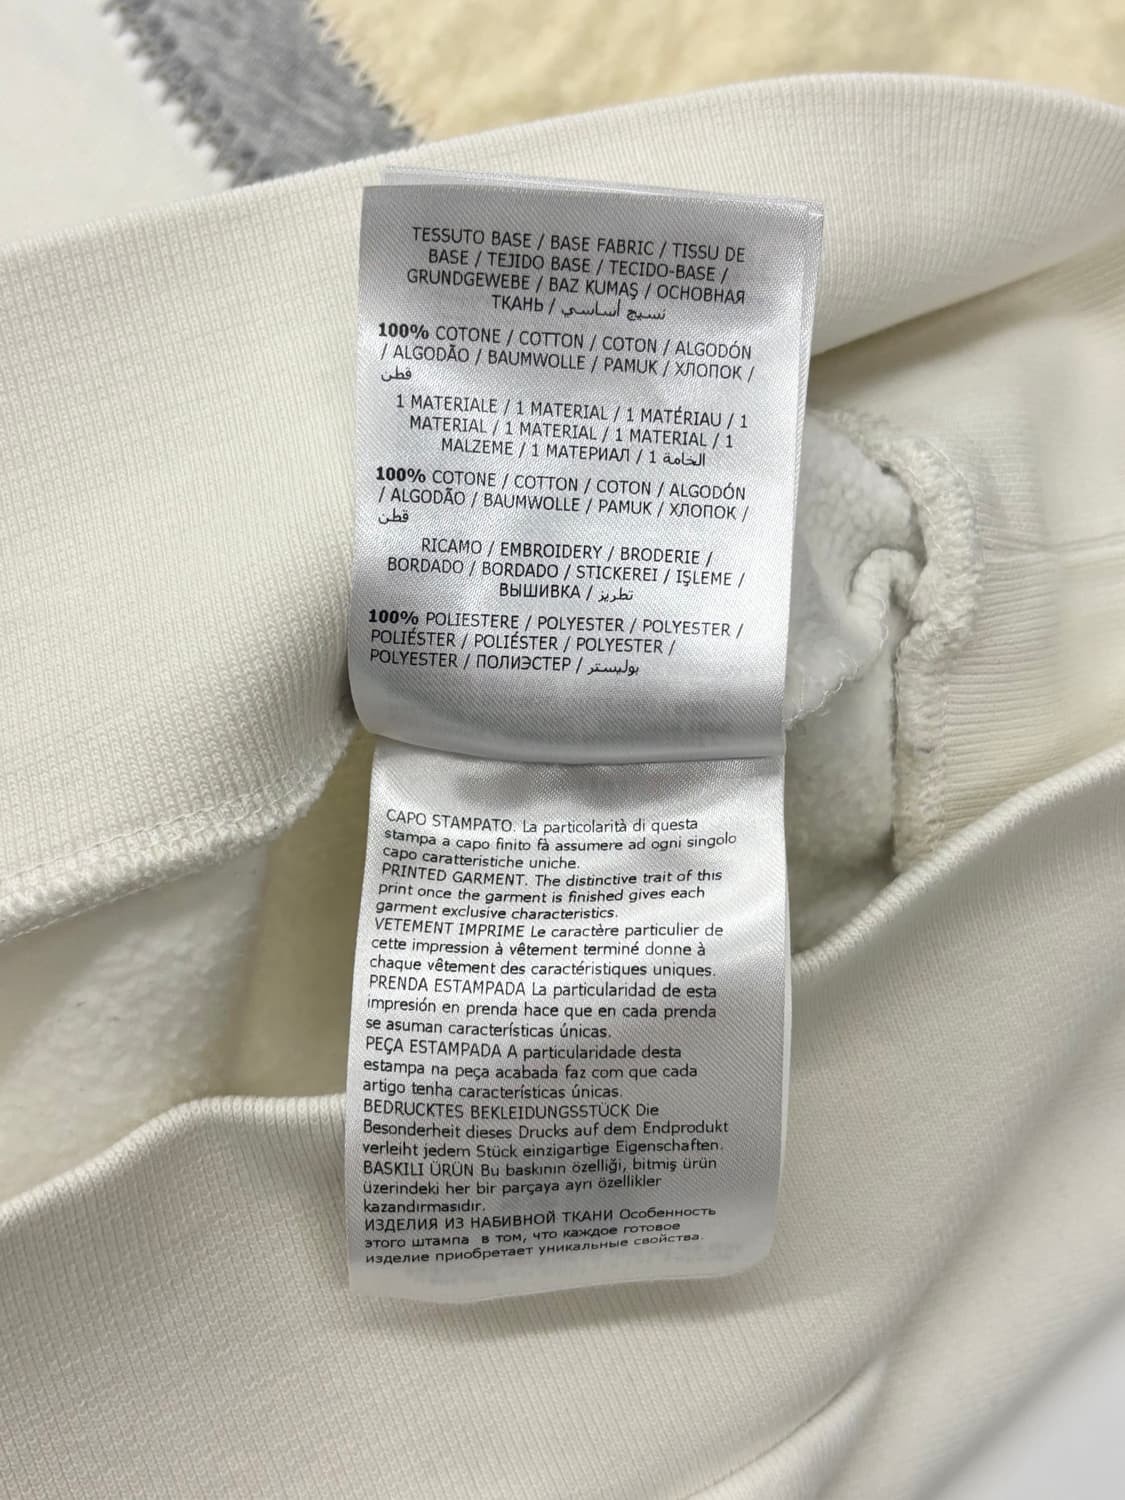 TESSUTO BASE / BASE FABRIC / TISSU DE
BASE / TEJIDO BASE / TECIDO-BASE /
GRUNDGEWEBE / BAZ KUMAŞ / ОСНОВНАЯ
ТКАНЬ / نسيج أساسي
100% COTONE / COTTON / COTON / ALGODÓN
/ ALGODÃO / BAUMWOLLE / PAMUK / ХЛОПОК /
قطن
1 MATERIALE / 1 MATERIAL / 1 MATÉRIAU / 1
MATERIAL / 1 MATERIAL / 1 MATERIAL / 1
MALZEME / 1 МАТЕРИАЛ / 1 الخامة
100% COTONE / COTTON / COTON / ALGODÓN
/ ALGODÃO / BAUMWOLLE / PAMUK / ХЛОПОК /
قطن
RICAMO / EMBROIDERY / BRODERIE /
BORDADO / BORDADO / STICKEREI / IŞLEME /
ВЫШИВКА / تطريز
100% POLIESTERE / POLYESTER / POLYESTER /
POLIÉSTER / POLIÉSTER / POLYESTER /
POLYESTER / ПОЛИЭСТЕР / بوليستر
CAPO STAMPATO. La particolarità di questa
stampa a capo finito fà assumere ad ogni singolo
capo caratteristiche uniche.
PRINTED GARMENT. The distinctive trait of this
print once the garment is finished gives each
garment exclusive characteristics.
VETEMENT IMPRIME Le caractère particulier de
cette impression à vêtement terminé donne à
chaque vêtement des caractéristiques uniques.
PRENDA ESTAMPADA La particularidad de esta
impresión en prenda hace que en cada prenda
se asuman características únicas.
PEÇA ESTAMPADA A particularidade desta
estampa na peça acabada faz com que cada
artigo tenha características únicas.
BEDRUCKTES BEKLEIDUNGSSTÜCK Die
Besonderheit dieses Drucks auf dem Endprodukt
verleiht jedem Stück einzigartige Eigenschaften.
BASKILI ÜRÜN Bu baskının özelliği, bitmiş ürün
üzerindeki her bir parçaya ayrı özellikler
kazandırmasıdır.
ИЗДЕЛИЯ ИЗ НАБИВНОЙ ТКАНИ Особенность
этого штампа в том, что каждое готовое
изделие приобретает уникальные свойства.